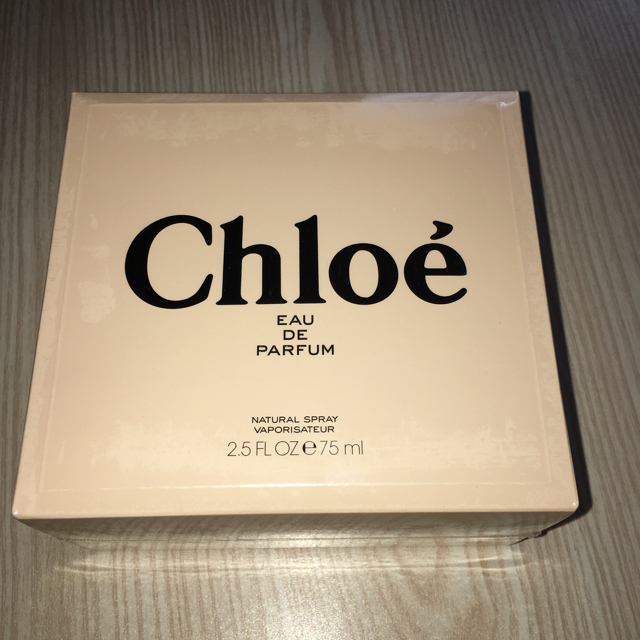 Chloé
EAU
DE
PARFUM
NATURAL SPRAY
VAPORISATEUR
2.5 FL OZ ℮ 75 ml